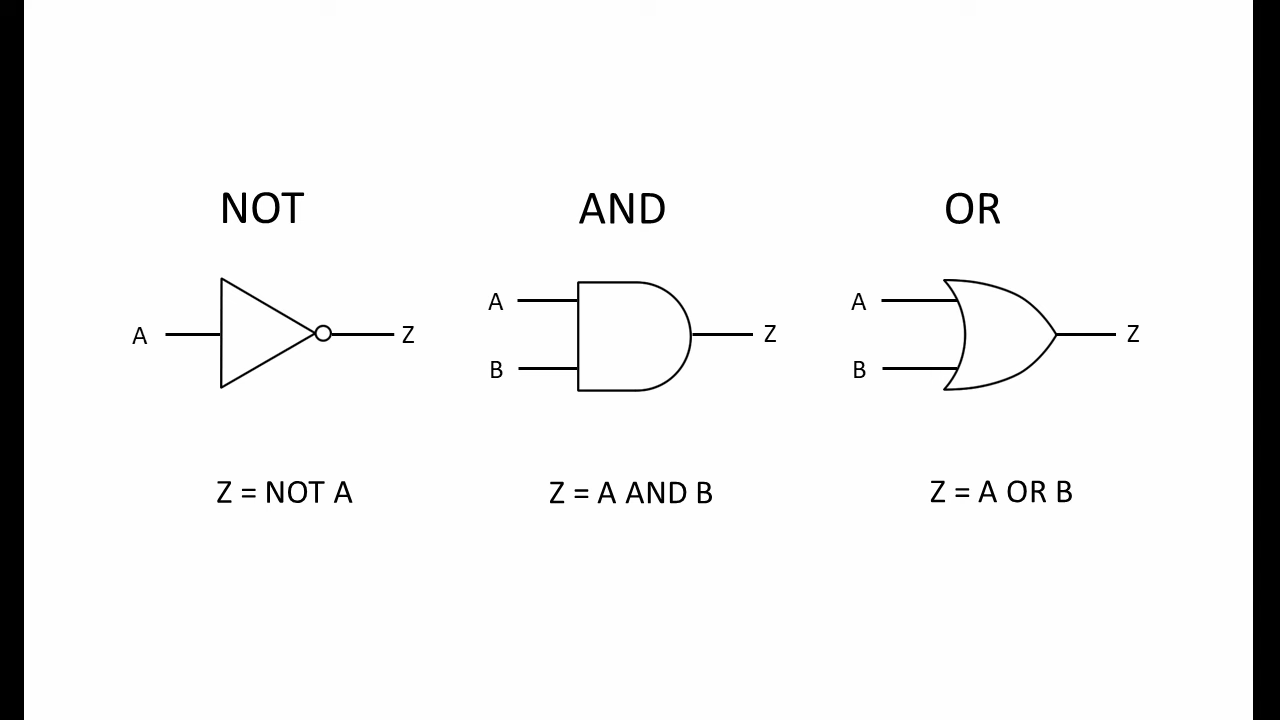 NOT
AND
OR
A
Z
A
B
Z
A
B
Z
Z = NOT A
Z = A AND B
Z = A OR B